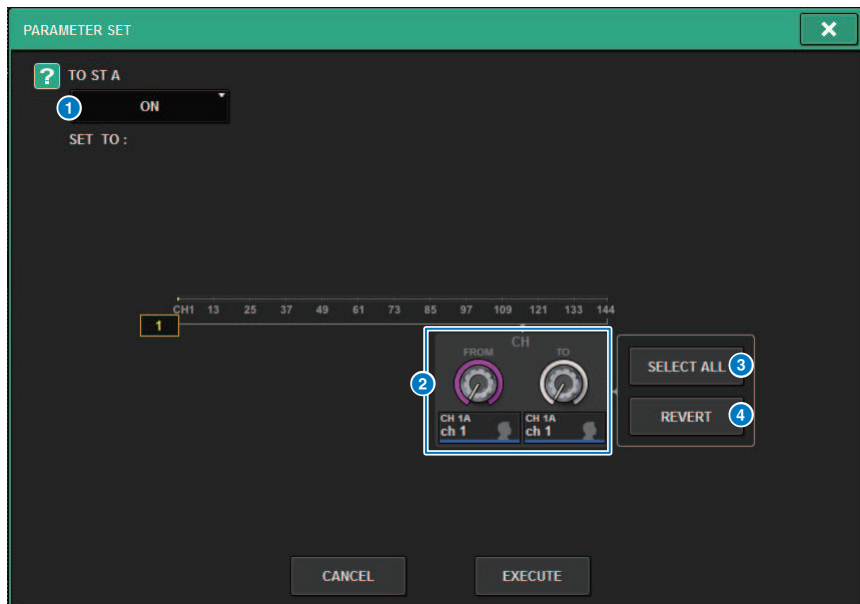 PARAMETER SET
? TO ST A
1 ON
SET TO :
CH1 13 25 37 49 61 73 85 97 109 121 133 144
1
CH
FROM TO
2
CH 1A CH 1A
ch 1 ch 1
SELECT ALL 3
REVERT 4
CANCEL EXECUTE